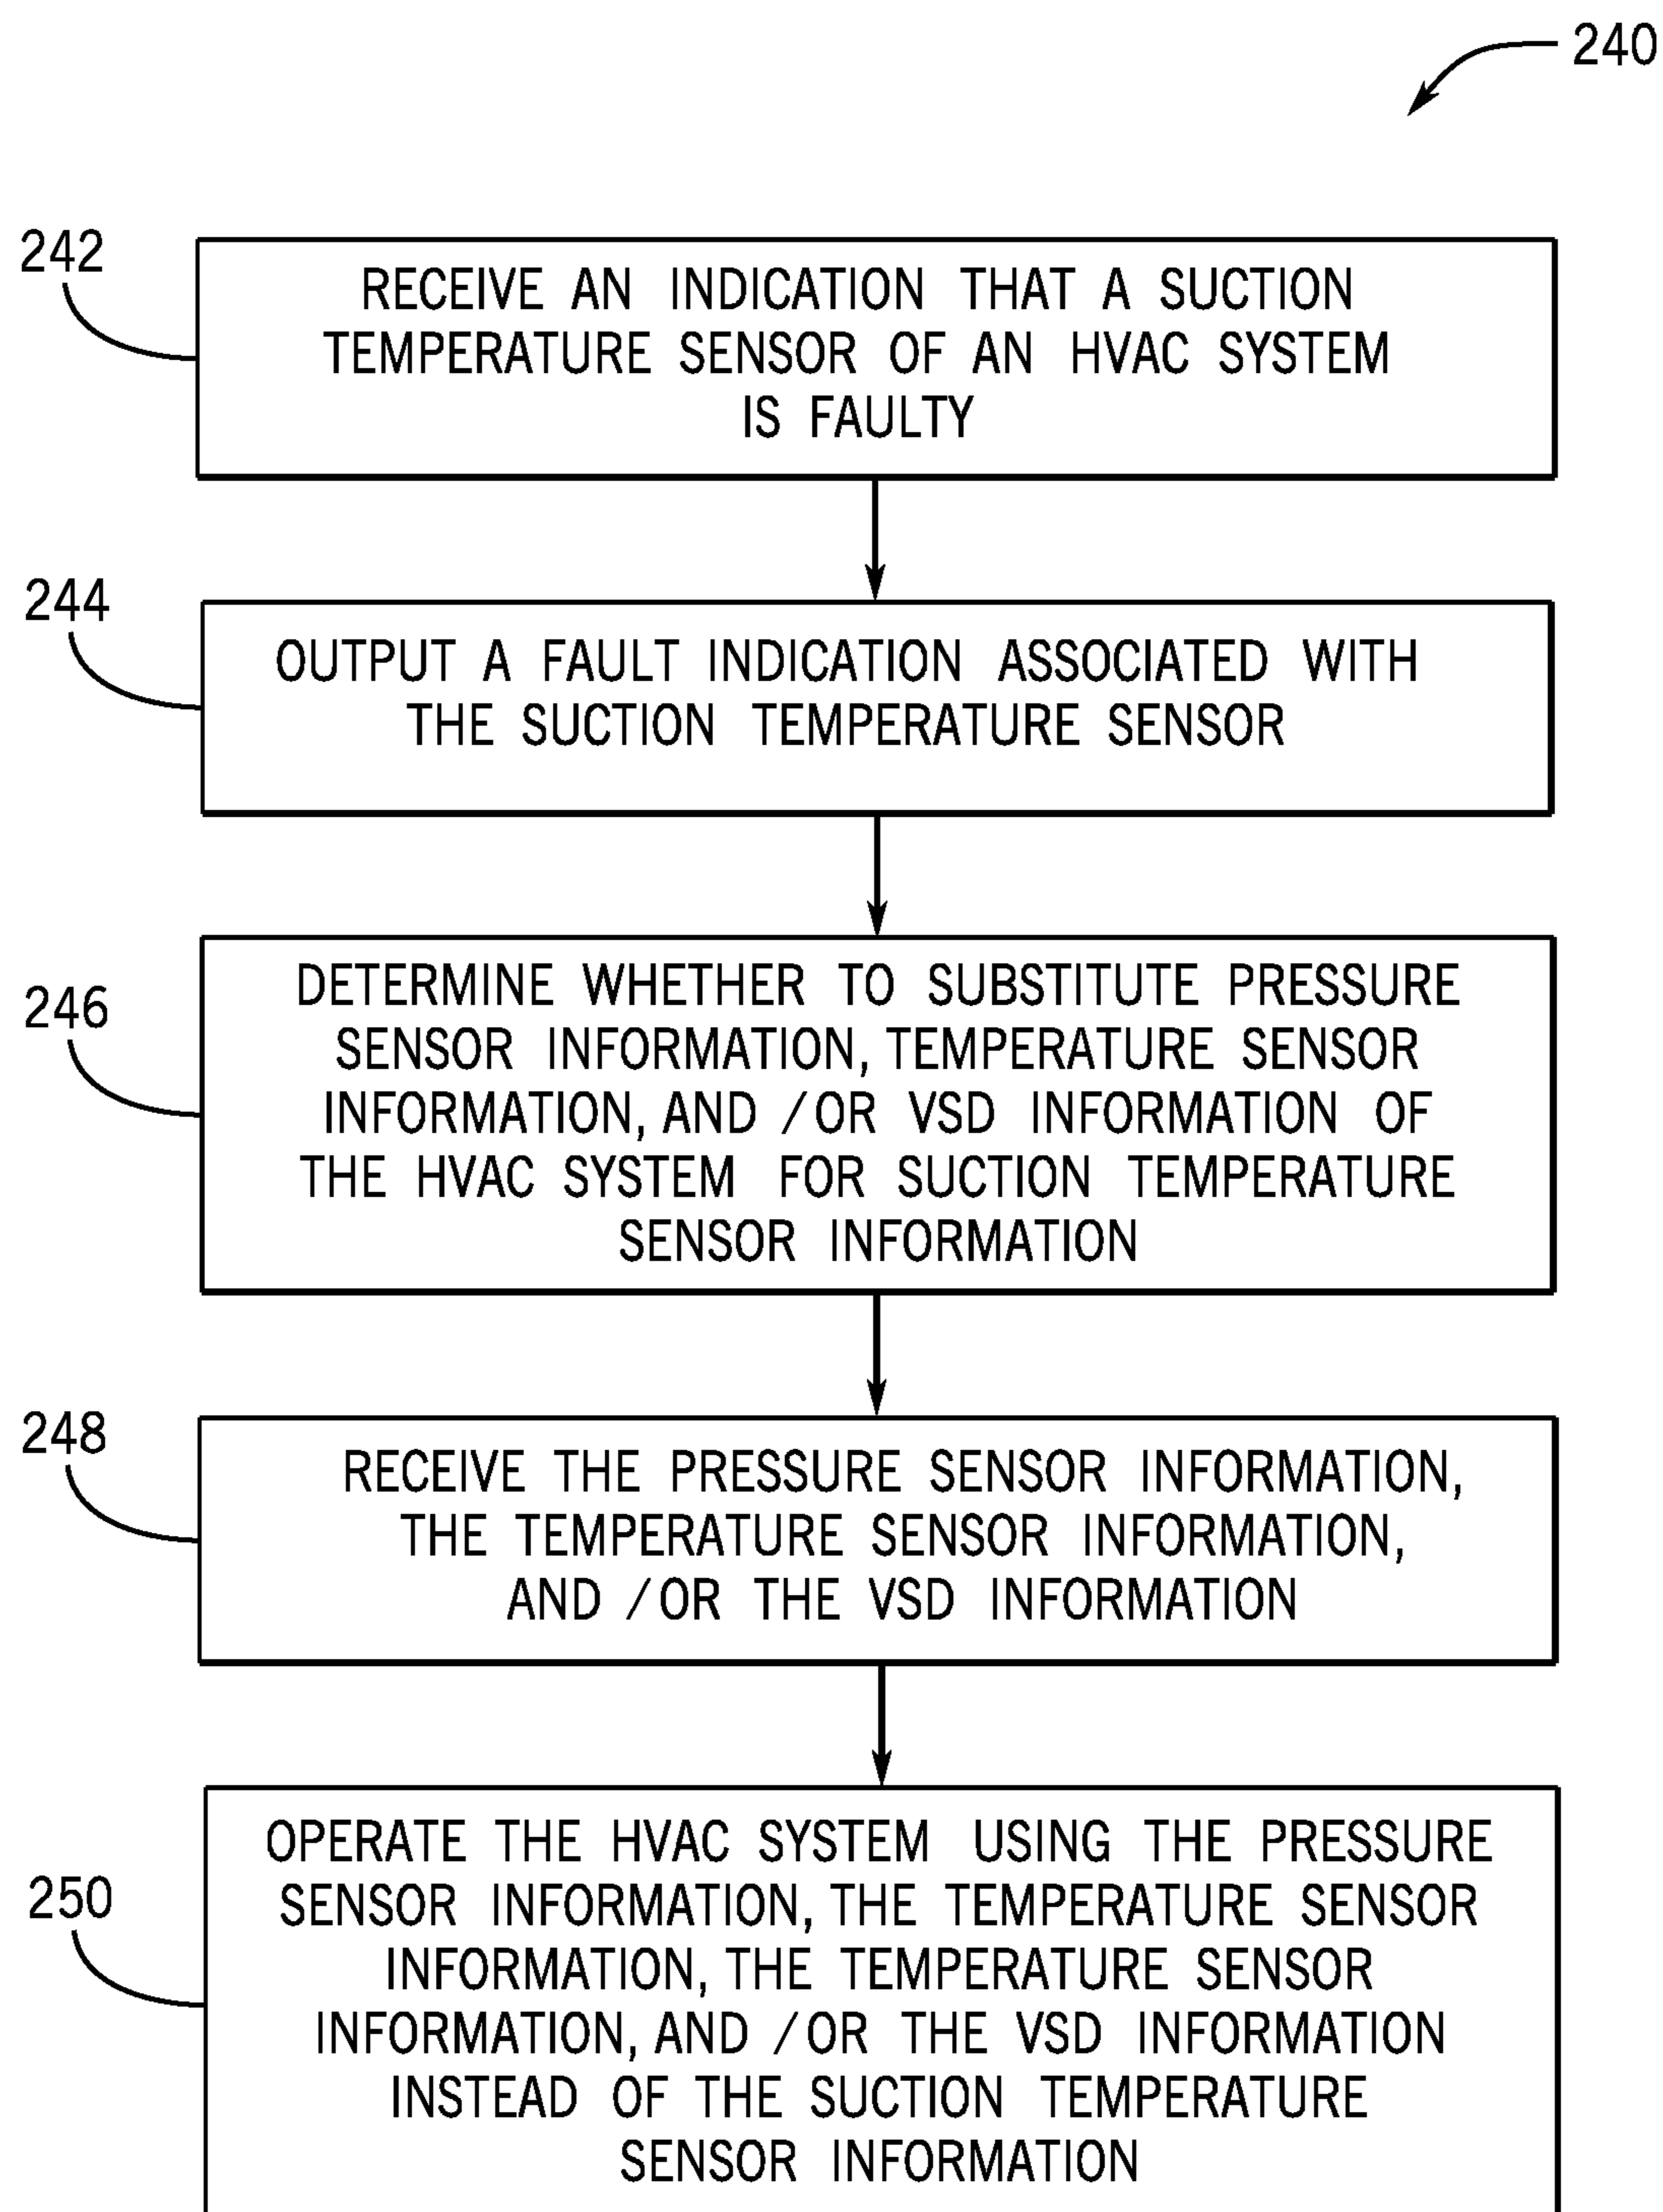 240
242
RECEIVE AN INDICATION THAT A SUCTION
TEMPERATURE SENSOR OF AN HVAC SYSTEM
IS FAULTY
244
OUTPUT A FAULT INDICATION ASSOCIATED WITH
THE SUCTION TEMPERATURE SENSOR
246
DETERMINE WHETHER TO SUBSTITUTE PRESSURE
SENSOR INFORMATION, TEMPERATURE SENSOR
INFORMATION, AND /OR VSD INFORMATION OF
THE HVAC SYSTEM FOR SUCTION TEMPERATURE
SENSOR INFORMATION
248
RECEIVE THE PRESSURE SENSOR INFORMATION,
THE TEMPERATURE SENSOR INFORMATION,
AND /OR THE VSD INFORMATION
250
OPERATE THE HVAC SYSTEM USING THE PRESSURE
SENSOR INFORMATION, THE TEMPERATURE SENSOR
INFORMATION, THE TEMPERATURE SENSOR
INFORMATION, AND /OR THE VSD INFORMATION
INSTEAD OF THE SUCTION TEMPERATURE
SENSOR INFORMATION